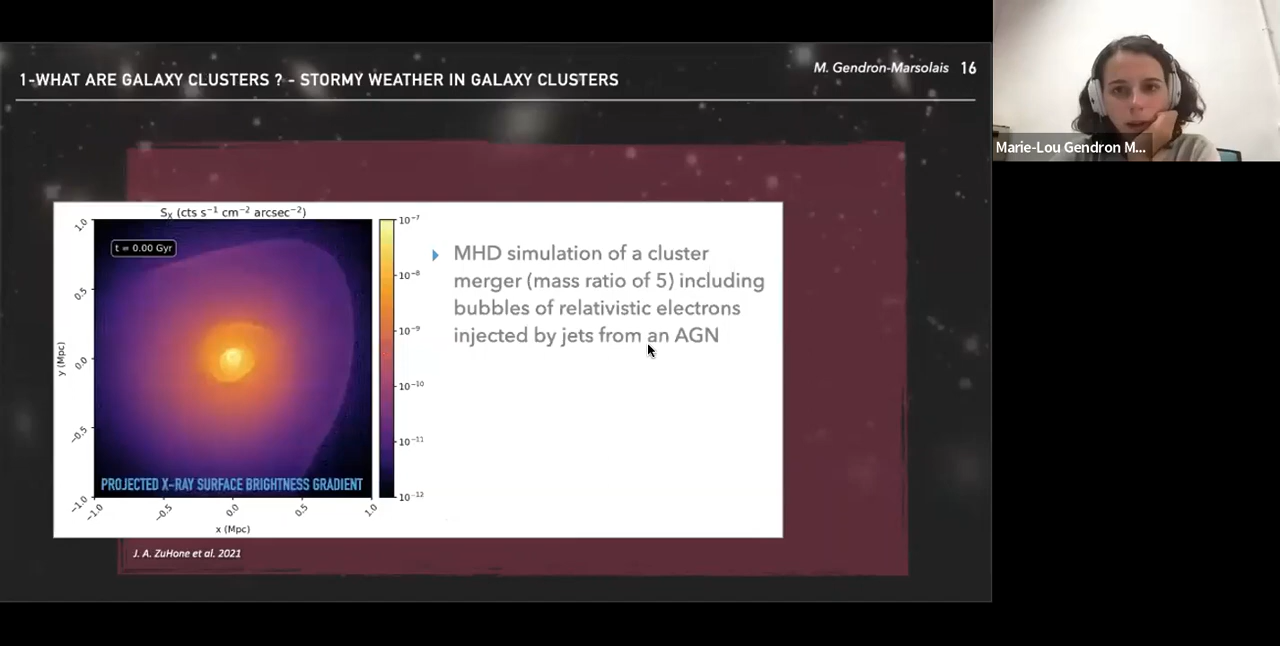 1-WHAT ARE GALAXY CLUSTERS ? - STORMY WEATHER IN GALAXY CLUSTERS
M. Gendron-Marsolais 16
Marie-Lou Gendron M...
Sₓ (cts s⁻¹ cm⁻² arcsec⁻²)
t = 0.00 Gyr
1.0
0.5
0.0
−0.5
−1.0
y (Mpc)
−1.0
−0.5
0.0
0.5
1.0
x (Mpc)
10⁻⁷
10⁻⁸
10⁻⁹
10⁻¹⁰
10⁻¹¹
10⁻¹²
PROJECTED X-RAY SURFACE BRIGHTNESS GRADIENT
MHD simulation of a cluster
merger (mass ratio of 5) including
bubbles of relativistic electrons
injected by jets from an AGN
J. A. ZuHone et al. 2021